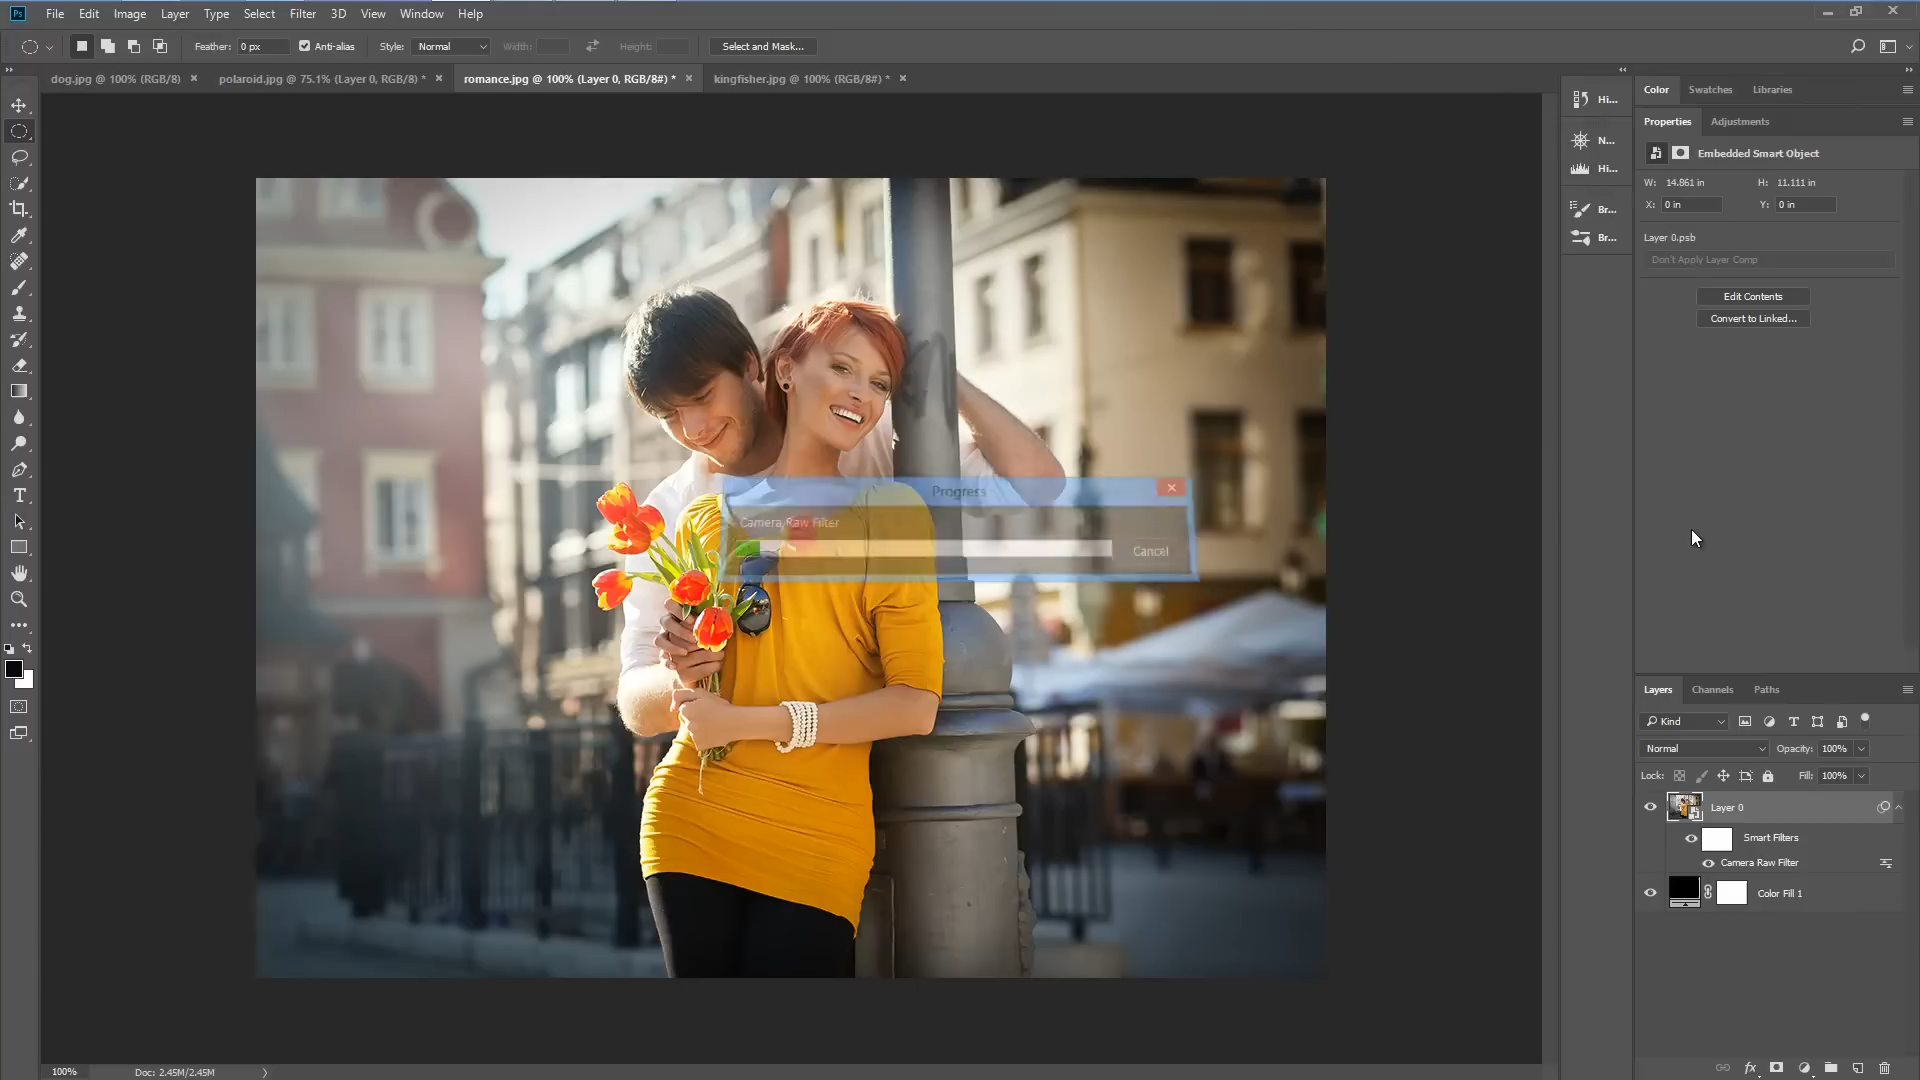 Ps File Edit Image Layer Type Select Filter 3D View Window Help
Feather: 0 px Anti-alias Style: Normal Width: Height: Select and Mask...
dog.jpg @ 100% (RGB/8) polaroid.jpg @ 75.1% (Layer 0, RGB/8) * romance.jpg @ 100% (Layer 0, RGB/8#) * kingfisher.jpg @ 100% (RGB/8#) *
Hi...
N...
Hi...
Br...
Br...
Color Swatches Libraries
Properties Adjustments
Embedded Smart Object
W: 14.861 in H: 11.111 in
X: 0 in Y: 0 in
Layer 0.psb
Don't Apply Layer Comp
Edit Contents
Convert to Linked...
Progress
Camera Raw Filter
Cancel
Layers Channels Paths
Kind
Normal Opacity: 100%
Lock: Fill: 100%
Layer 0
Smart Filters
Camera Raw Filter
Color Fill 1
100% Doc: 2.45M/2.45M